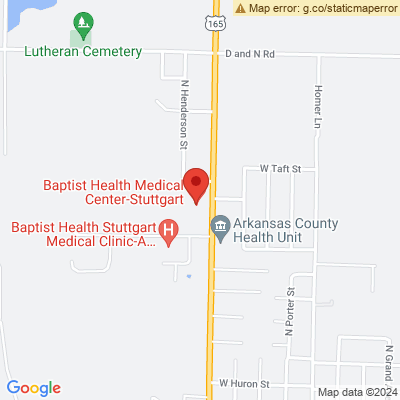 Map error: g.co/staticmaperror
165
Lutheran Cemetery
D and N Rd
N Henderson St
Homer Ln
W Taft St
Baptist Health Medical
Center-Stuttgart
Baptist Health Stuttgart
Medical Clinic-A...
H
Arkansas County
Health Unit
N Porter St
N Grand
W Huron St
Google
Map data ©2024